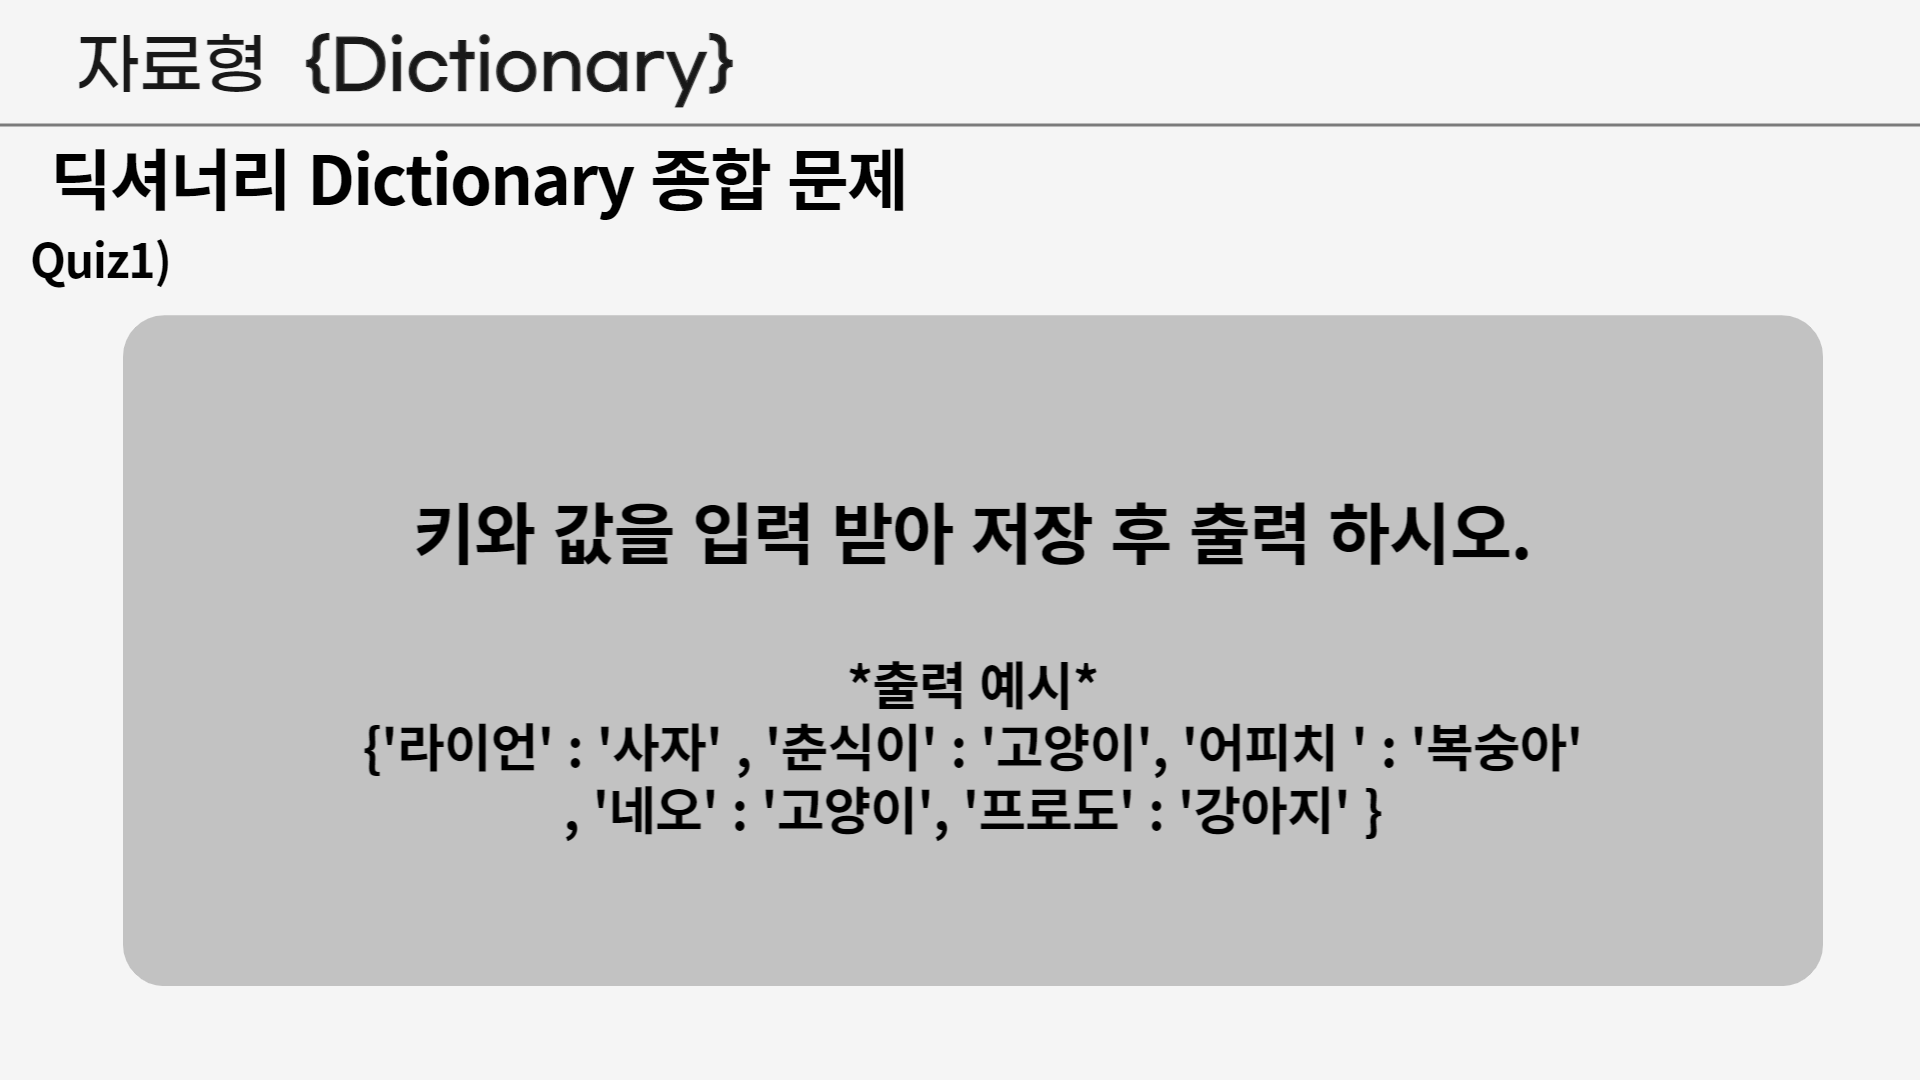 자료형 {Dictionary}
딕셔너리 Dictionary 종합 문제
Quiz1)
키와 값을 입력 받아 저장 후 출력 하시오.
*출력 예시*
{'라이언' : '사자' , '춘식이' : '고양이', '어피치 ' : '복숭아'
, '네오' : '고양이', '프로도' : '강아지' }